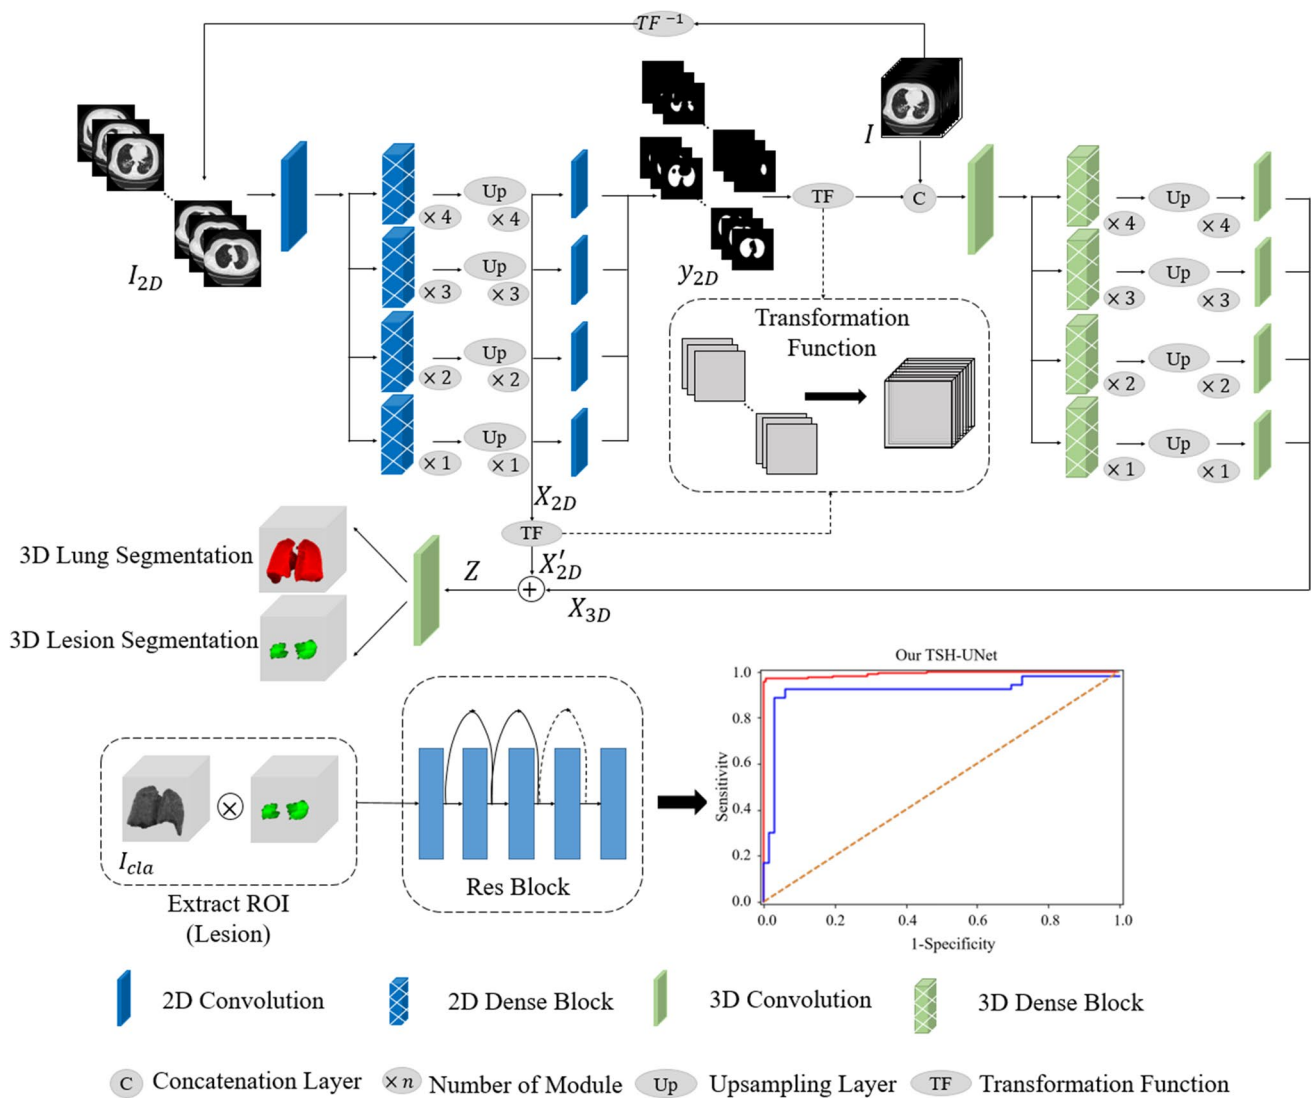 TF⁻¹
I
I₂D
Up
× 4
× 4
Up
× 3
× 3
Up
× 2
× 2
Up
× 1
× 1
y₂D
TF
C
Transformation
Function
Up
× 4
× 4
Up
× 3
× 3
Up
× 2
× 2
Up
× 1
× 1
X₂D
TF
X′₂D
+
X₃D
Z
3D Lung Segmentation
3D Lesion Segmentation
I_cla
⊗
Extract ROI
(Lesion)
Res Block
Our TSH-UNet
Sensitivity
1.0
0.8
0.6
0.4
0.2
0.0
0.0 0.2 0.4 0.6 0.8 1.0
1-Specificity
2D Convolution 2D Dense Block 3D Convolution 3D Dense Block
C Concatenation Layer × n Number of Module Up Upsampling Layer TF Transformation Function